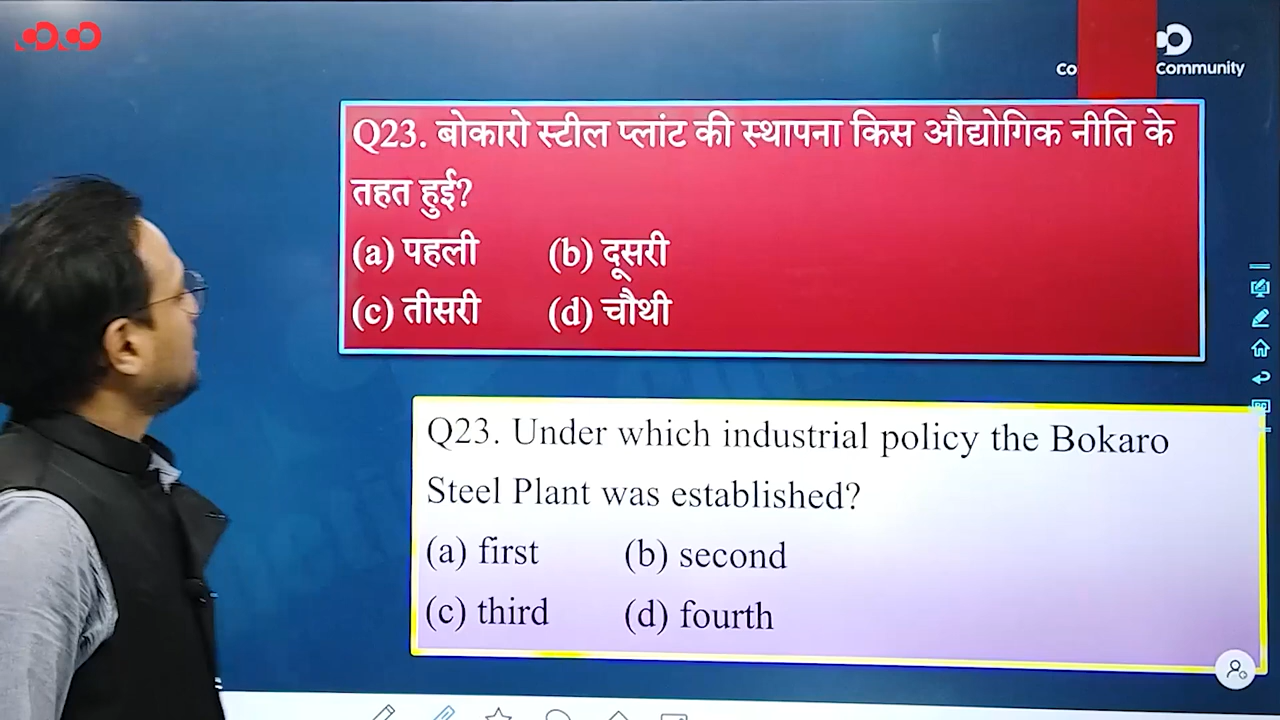 Co
Community
Q23. बोकारो स्टील प्लांट की स्थापना किस औद्योगिक नीति के
तहत हुई?
(a) पहली (b) दूसरी
(c) तीसरी (d) चौथी
Q23. Under which industrial policy the Bokaro
Steel Plant was established?
(a) first (b) second
(c) third (d) fourth